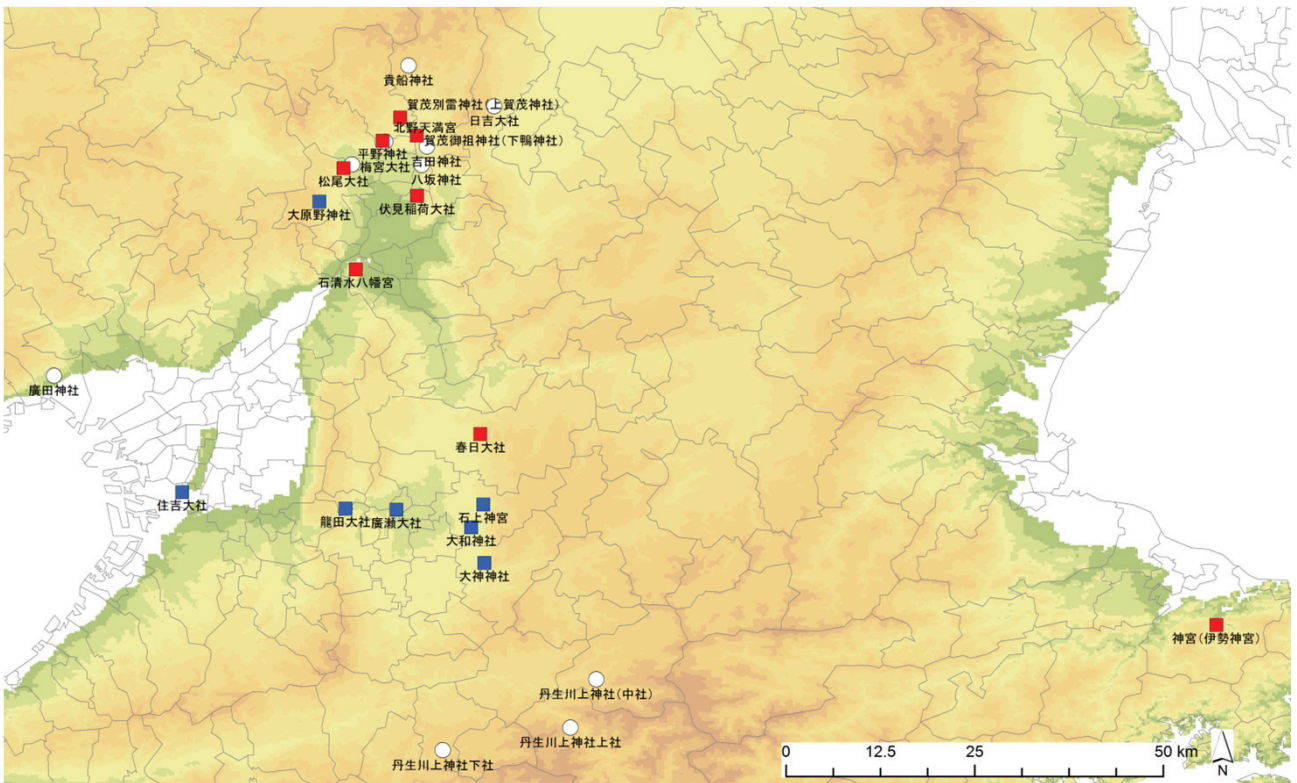 貴船神社
賀茂別雷神社(上賀茂神社)
日吉大社
北野天満宮
賀茂御祖神社(下鴨神社)
平野神社
吉田神社
梅宮大社
松尾大社
八坂神社
大原野神社
伏見稲荷大社
石清水八幡宮
廣田神社
春日大社
住吉大社
龍田大社
廣瀬大社
石上神宮
大和神社
大神神社
神宮(伊勢神宮)
丹生川上神社(中社)
丹生川上神社上社
丹生川上神社下社
0 12.5 25 50 km
N